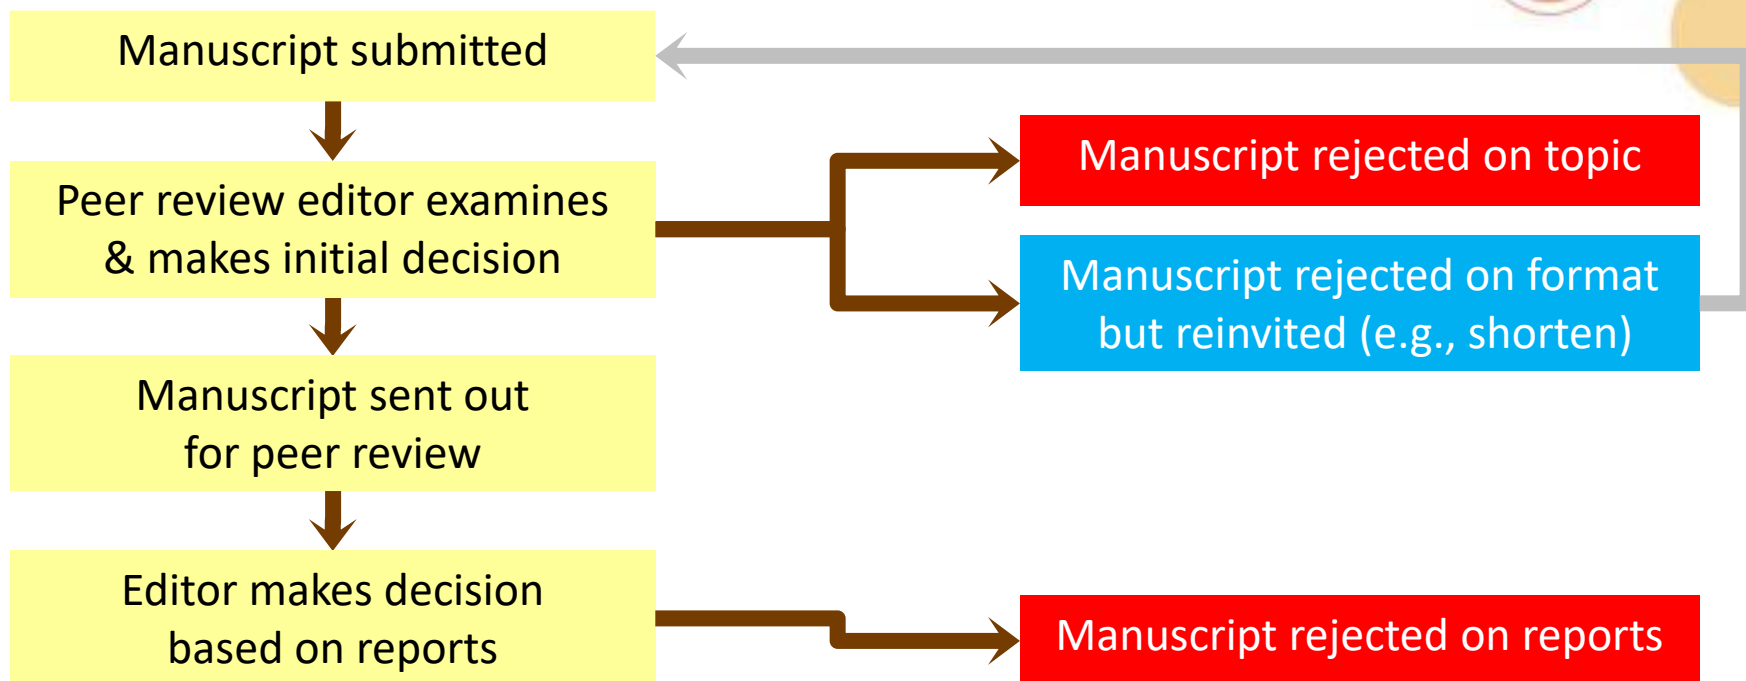 Manuscript submitted
Peer review editor examines
& makes initial decision
Manuscript rejected on topic
Manuscript rejected on format
but reinvited (e.g., shorten)
Manuscript sent out
for peer review
Editor makes decision
based on reports
Manuscript rejected on reports